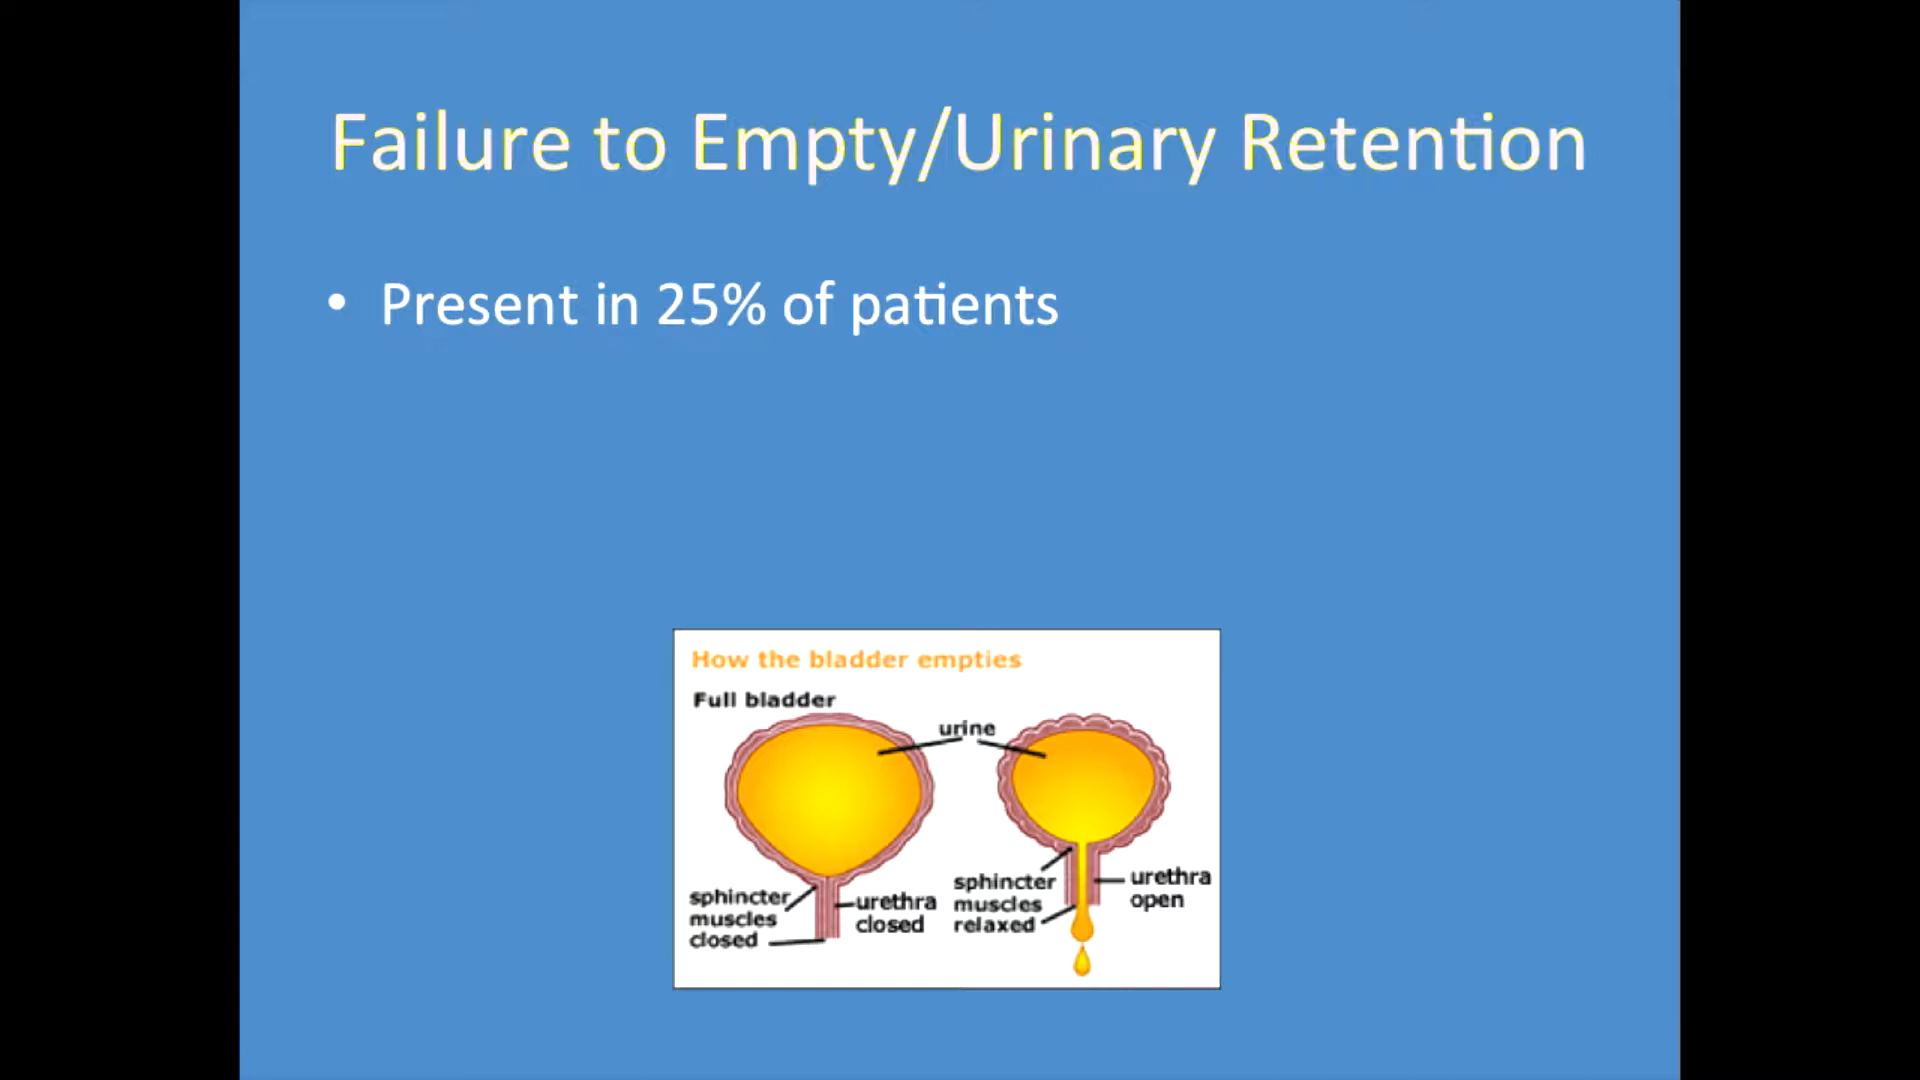 Failure to Empty/Urinary Retention
• Present in 25% of patients
How the bladder empties
Full bladder
urine
sphincter
muscles
closed
urethra
closed
sphincter
muscles
relaxed
urethra
open